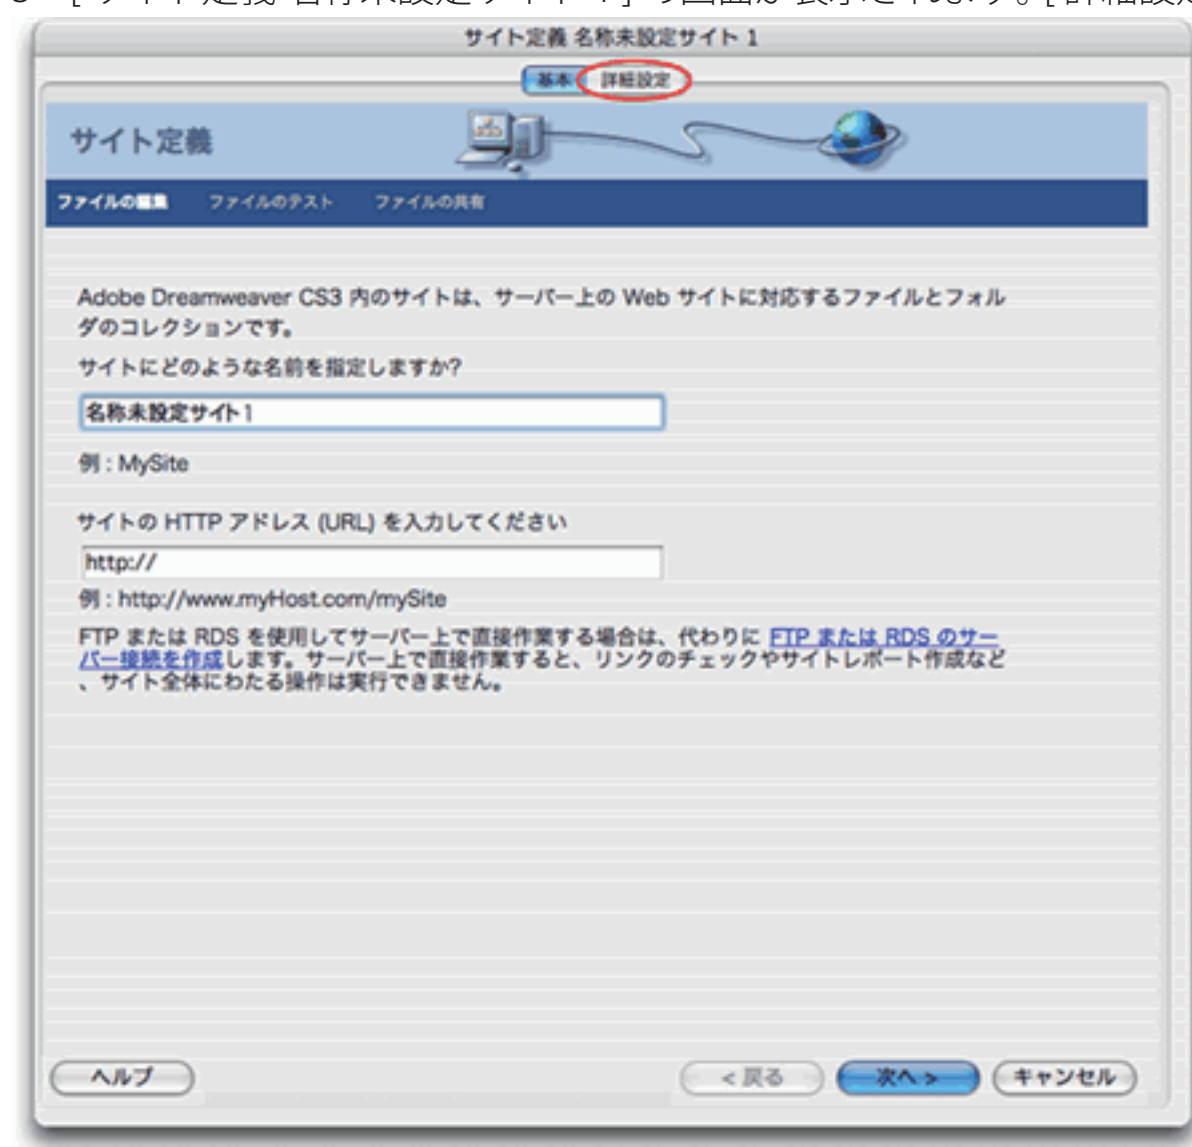 サイト定義 名称未設定サイト 1
基本 詳細設定
サイト定義
ファイルの編集 ファイルのテスト ファイルの共有
Adobe Dreamweaver CS3 内のサイトは、サーバー上の Web サイトに対応するファイルとフォル
ダのコレクションです。
サイトにどのような名前を指定しますか?
名称未設定サイト1
例 : MySite
サイトの HTTP アドレス (URL) を入力してください
http://
例 : http://www.myHost.com/mySite
FTP または RDS を使用してサーバー上で直接作業する場合は、代わりに FTP または RDS のサー
バー接続を作成します。サーバー上で直接作業すると、リンクのチェックやサイトレポート作成など
、サイト全体にわたる操作は実行できません。
ヘルプ < 戻る 次へ > キャンセル